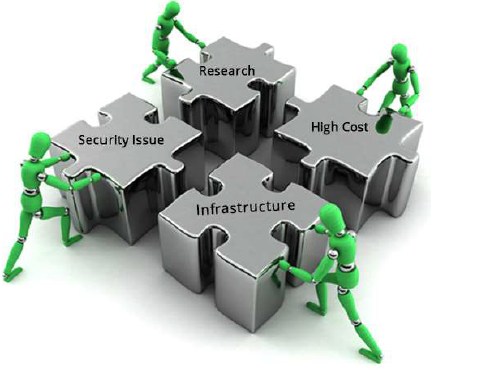 Research
High Cost
Security Issue
Infrastructure